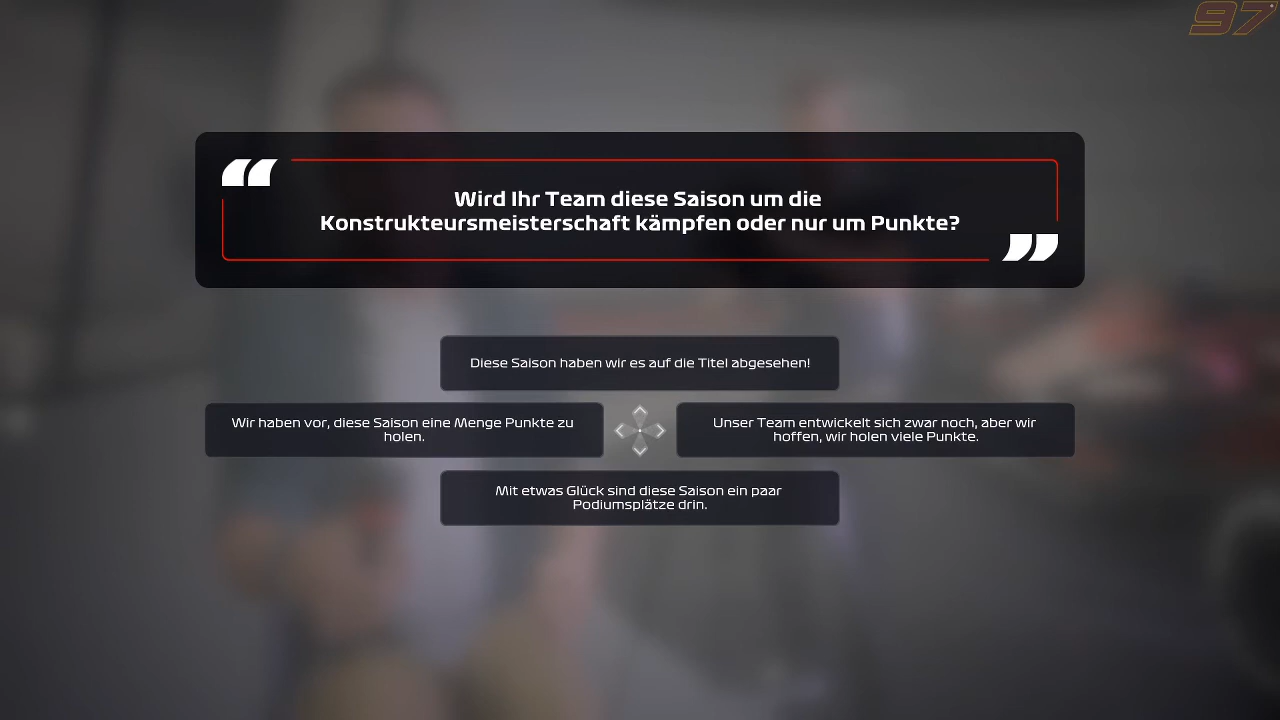 97
Wird Ihr Team diese Saison um die
Konstrukteursmeisterschaft kämpfen oder nur um Punkte?
Diese Saison haben wir es auf die Titel abgesehen!
Wir haben vor, diese Saison eine Menge Punkte zu
holen.
Unser Team entwickelt sich zwar noch, aber wir
hoffen, wir holen viele Punkte.
Mit etwas Glück sind diese Saison ein paar
Podiumsplätze drin.